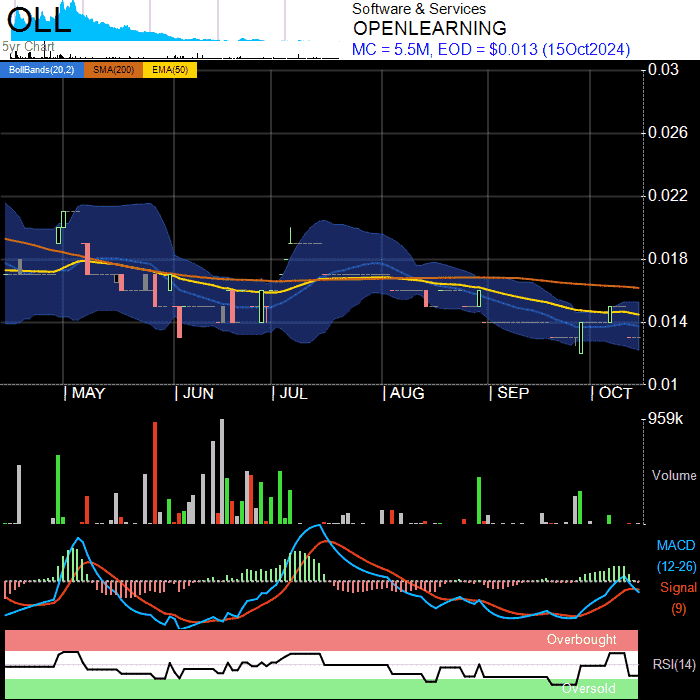 OLL
5yr Chart
Software & Services
OPENLEARNING
MC = 5.5M, EOD = $0.013 (15Oct2024)
BollBands(20,2) SMA(200) EMA(50)
0.03
0.026
0.022
0.018
0.014
0.01
MAY JUN JUL AUG SEP OCT
959k
Volume
MACD
(12-26)
Signal
(9)
Overbought
RSI(14)
Oversold